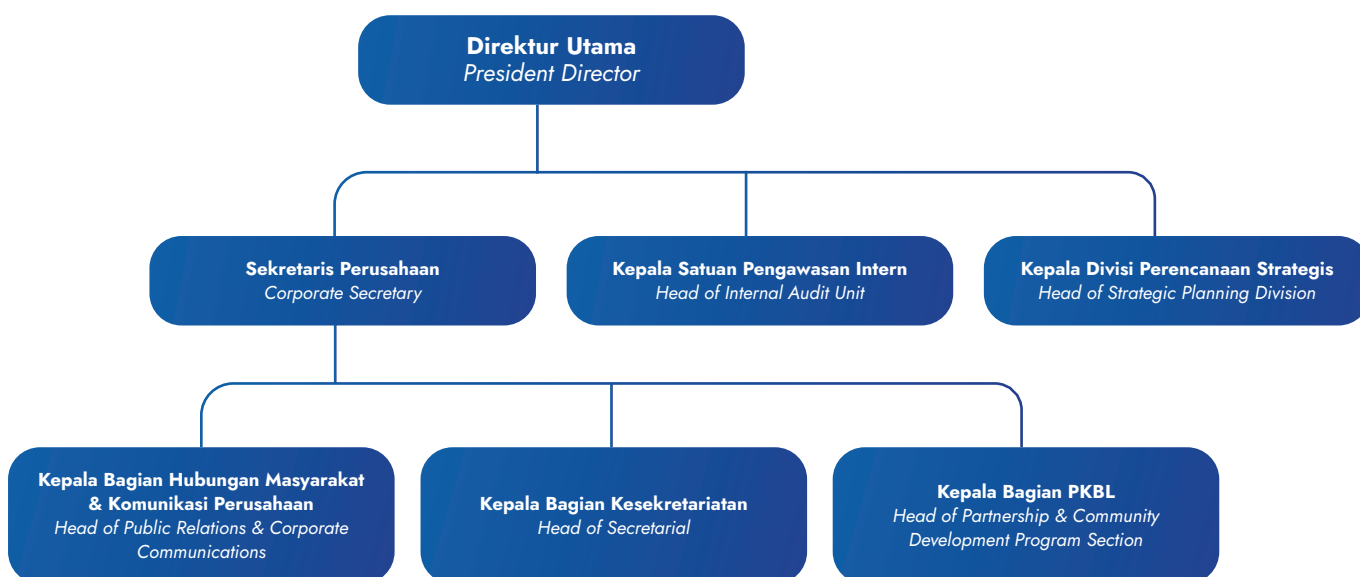 Direktur Utama
President Director
Sekretaris Perusahaan
Corporate Secretary
Kepala Satuan Pengawasan Intern
Head of Internal Audit Unit
Kepala Divisi Perencanaan Strategis
Head of Strategic Planning Division
Kepala Bagian Hubungan Masyarakat
& Komunikasi Perusahaan
Head of Public Relations & Corporate
Communications
Kepala Bagian Kesekretariatan
Head of Secretarial
Kepala Bagian PKBL
Head of Partnership & Community
Development Program Section